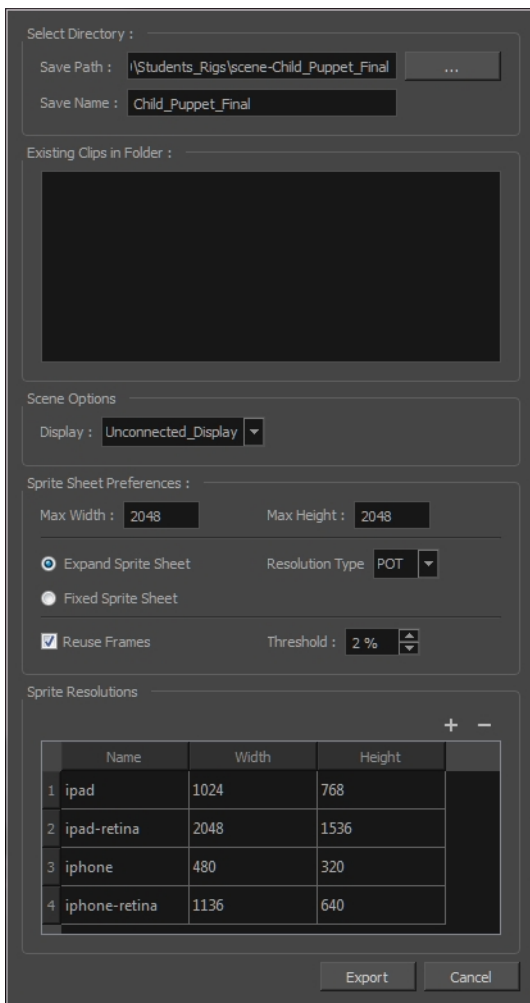 Select Directory :
Save Path : \Students_Rigs\scene-Child_Puppet_Final ...
Save Name : Child_Puppet_Final
Existing Clips in Folder :
Scene Options
Display : Unconnected_Display
Sprite Sheet Preferences :
Max Width : 2048 Max Height : 2048
Expand Sprite Sheet Resolution Type POT
Fixed Sprite Sheet
Reuse Frames Threshold : 2 %
Sprite Resolutions
+ −
Name Width Height
1 ipad 1024 768
2 ipad-retina 2048 1536
3 iphone 480 320
4 iphone-retina 1136 640
Export Cancel